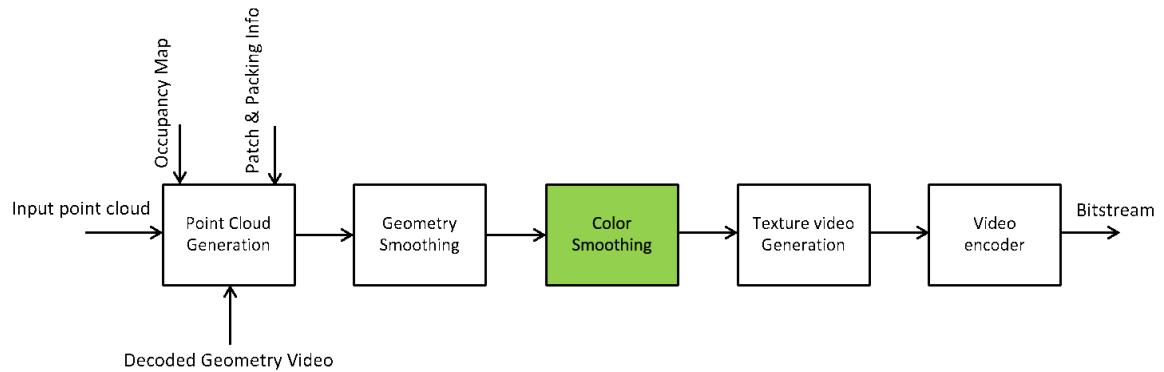 Occupancy Map
Patch & Packing Info
Input point cloud
Point Cloud
Generation
Geometry
Smoothing
Color
Smoothing
Texture video
Generation
Video
encoder
Bitstream
Decoded Geometry Video